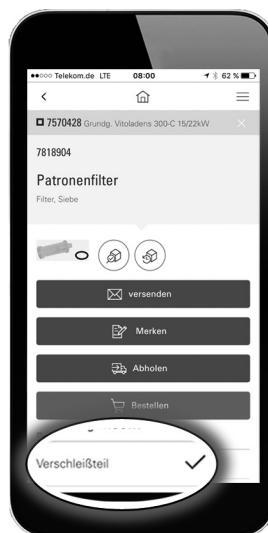 Telekom.de LTE 08:00 62 %
7570428 Grundg. Vitoladens 300-C 15/22kW
7818904
Patronenfilter
Filter, Siebe
versenden
Merken
Abholen
Bestellen
Verschleißteil